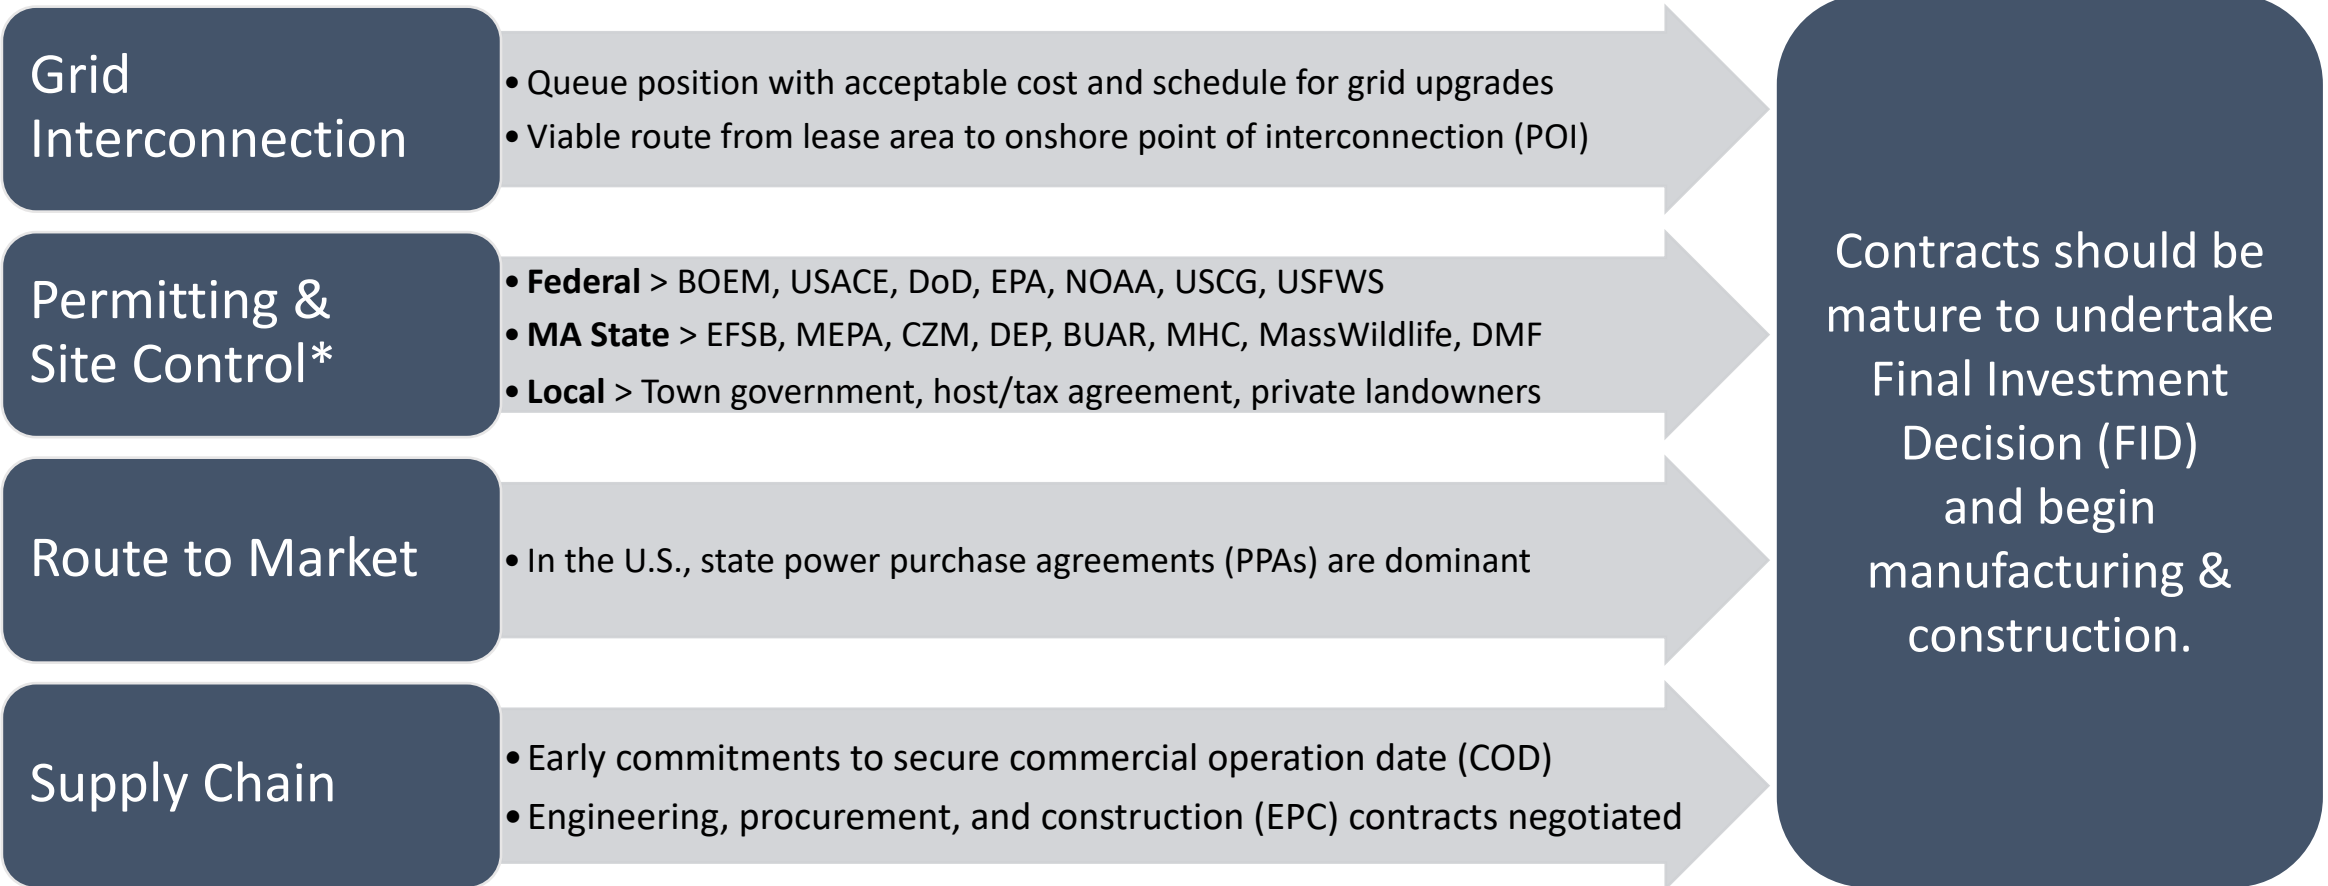 Grid
Interconnection
• Queue position with acceptable cost and schedule for grid upgrades
• Viable route from lease area to onshore point of interconnection (POI)
Permitting &
Site Control*
• Federal > BOEM, USACE, DoD, EPA, NOAA, USCG, USFWS
• MA State > EFSB, MEPA, CZM, DEP, BUAR, MHC, MassWildlife, DMF
• Local > Town government, host/tax agreement, private landowners
Route to Market
• In the U.S., state power purchase agreements (PPAs) are dominant
Supply Chain
• Early commitments to secure commercial operation date (COD)
• Engineering, procurement, and construction (EPC) contracts negotiated
Contracts should be
mature to undertake
Final Investment
Decision (FID)
and begin
manufacturing &
construction.